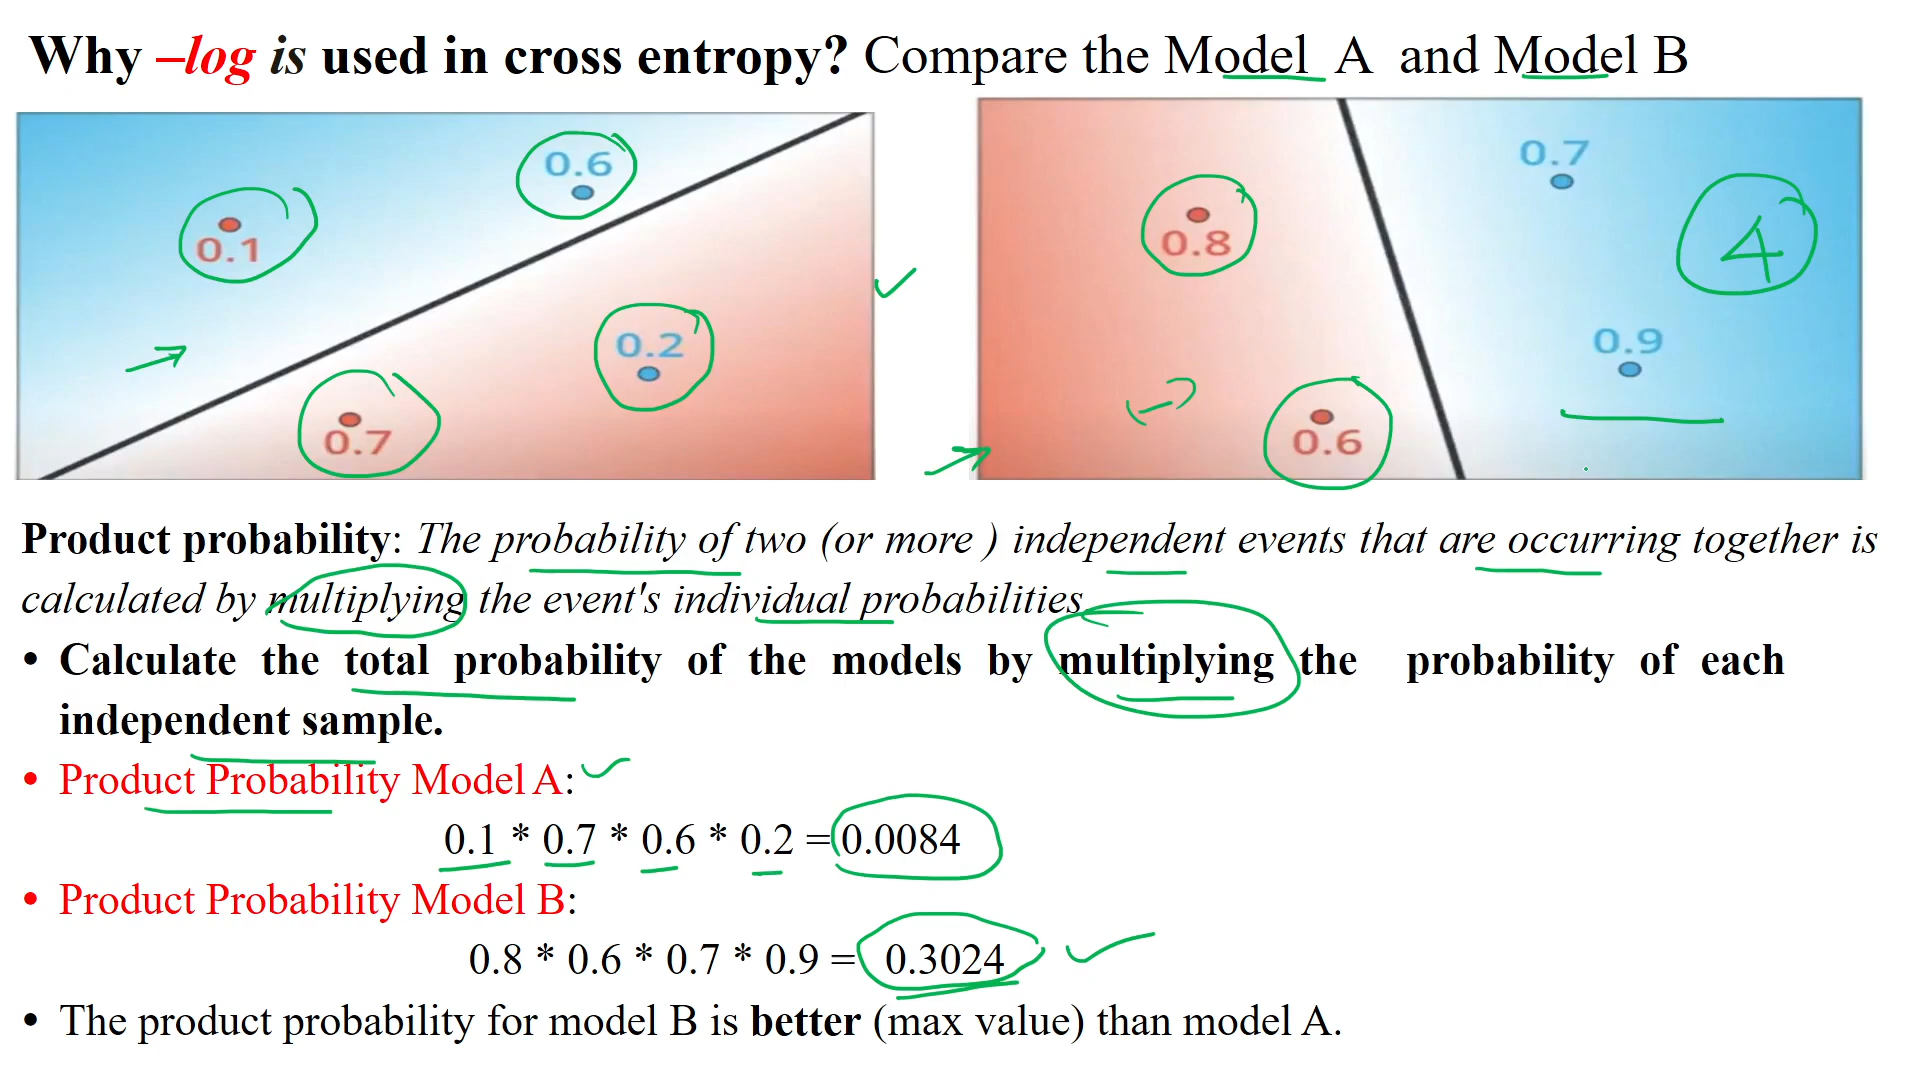 Why –log is used in cross entropy? Compare the Model A and Model B
0.1
0.6
0.2
0.7
0.8
0.7
4
0.9
0.6
Product probability: The probability of two (or more ) independent events that are occurring together is
calculated by multiplying the event's individual probabilities.
• Calculate the total probability of the models by multiplying the probability of each
independent sample.
• Product Probability Model A:
0.1 * 0.7 * 0.6 * 0.2 = 0.0084
• Product Probability Model B:
0.8 * 0.6 * 0.7 * 0.9 = 0.3024
• The product probability for model B is better (max value) than model A.